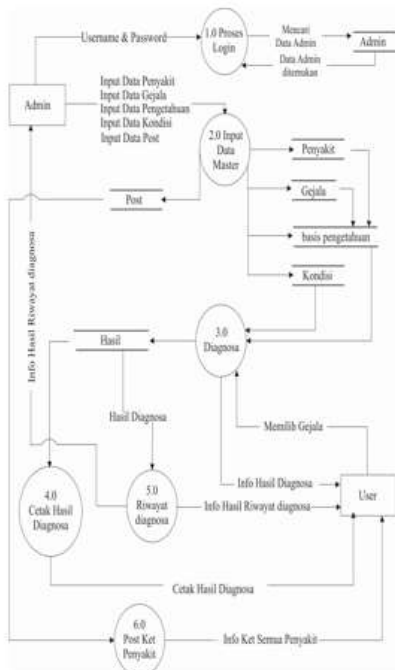 Username & Password
1.0 Proses
Login
Mencari
Data Admin
Admin
Data Admin
ditemukan
Admin
Input Data Penyakit
Input Data Gejala
Input Data Pengetahuan
Input Data Kondisi
Input Data Post
2.0 Input
Data
Master
Penyakit
Gejala
Post
basis pengetahuan
Kondisi
Info Hasil Riwayat diagnosa
3.0
Diagnosa
Hasil
Hasil Diagnosa
Memilih Gejala
4.0
Cetak Hasil
Diagnosa
5.0
Riwayat
diagnosa
Info Hasil Diagnosa
Info Hasil Riwayat diagnosa
User
Cetak Hasil Diagnosa
6.0
Post Ket
Penyakit
Info Ket Semua Penyakit